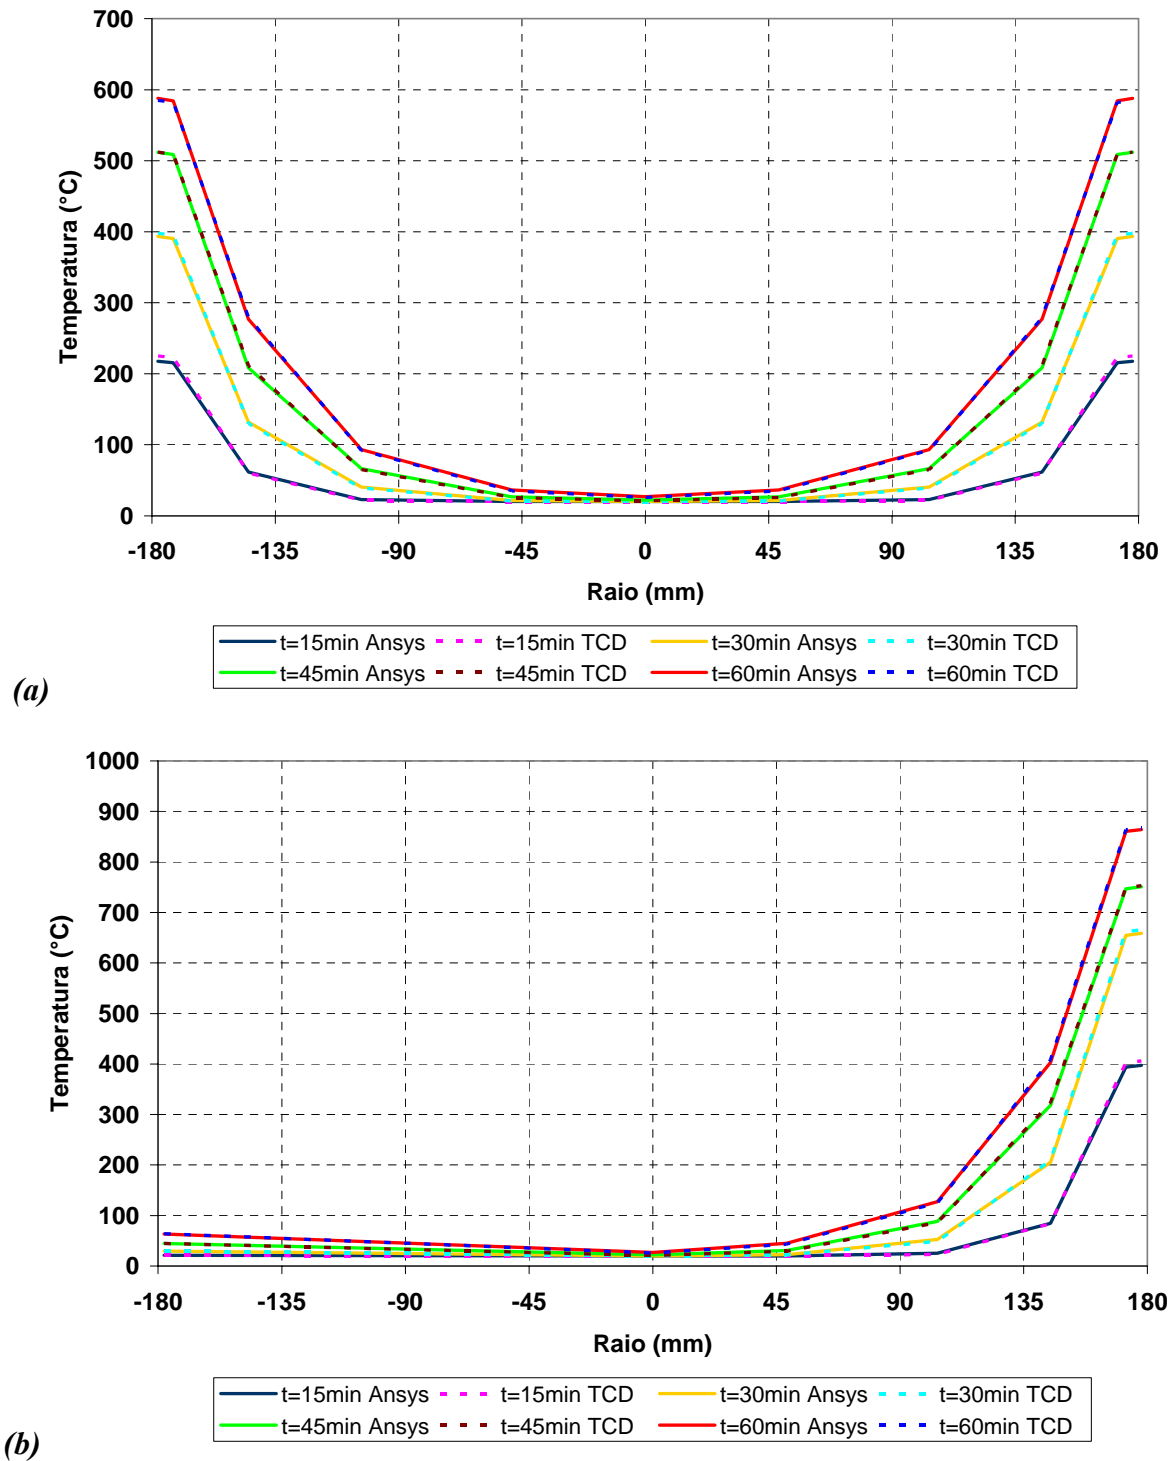 700
600
500
400
300
200
100
0
Temperatura (°C)
-180 -135 -90 -45 0 45 90 135 180
Raio (mm)
t=15min Ansys t=15min TCD t=30min Ansys t=30min TCD
t=45min Ansys t=45min TCD t=60min Ansys t=60min TCD
(a)
1000
900
800
700
600
500
400
300
200
100
0
Temperatura (°C)
-180 -135 -90 -45 0 45 90 135 180
Raio (mm)
t=15min Ansys t=15min TCD t=30min Ansys t=30min TCD
t=45min Ansys t=45min TCD t=60min Ansys t=60min TCD
(b)